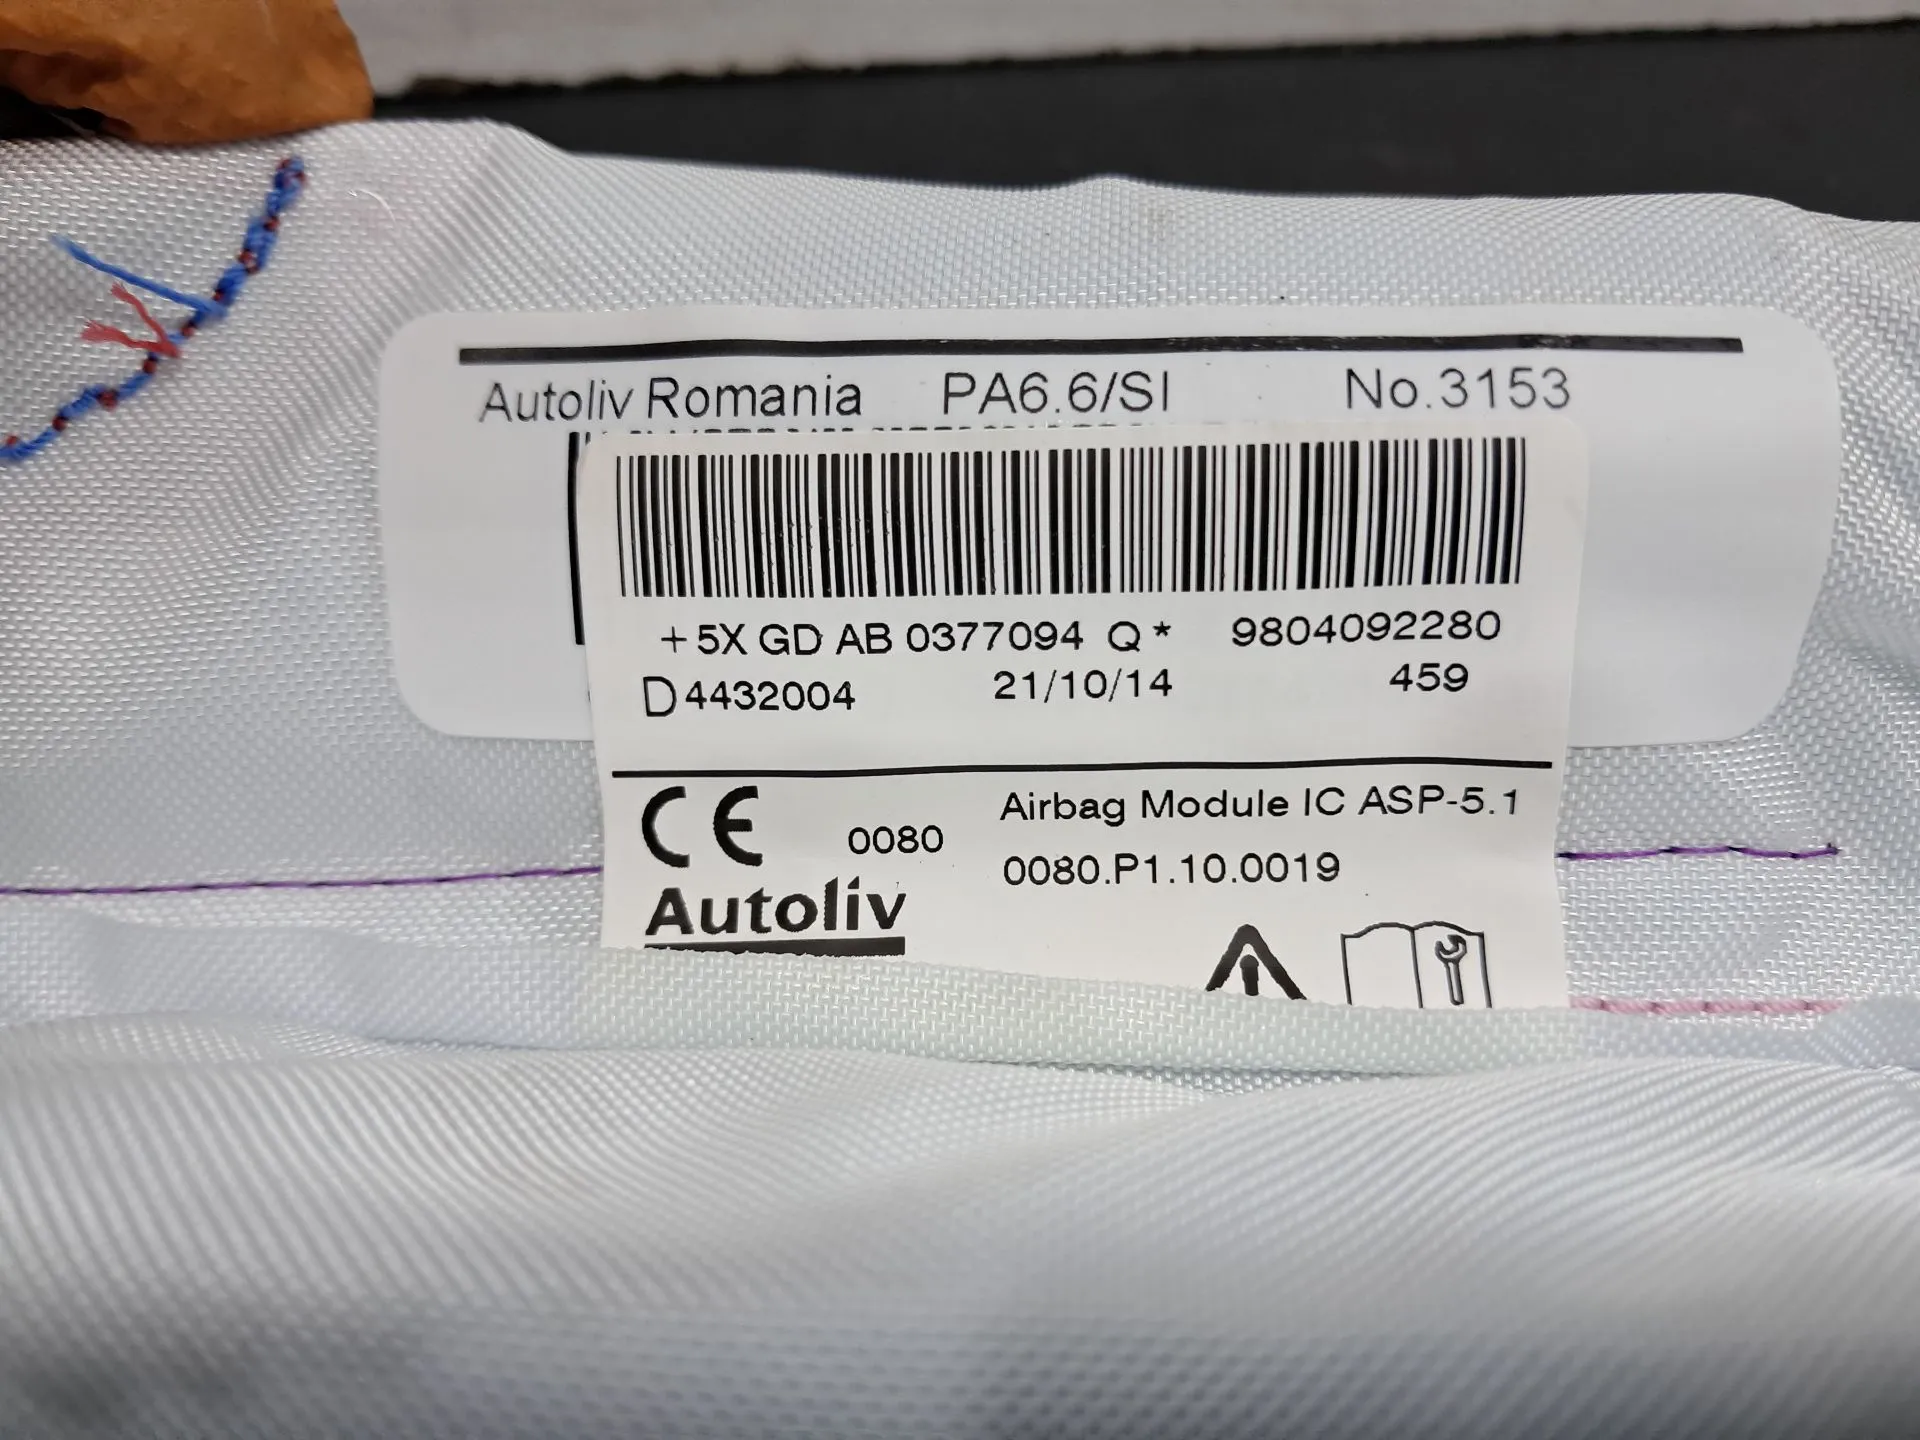 Autoliv Romania PA6.6/SI No.3153
+5X GD AB 0377094 Q* 9804092280
D4432004 21/10/14 459
CE 0080 Airbag Module IC ASP-5.1
0080.P1.10.0019
Autoliv